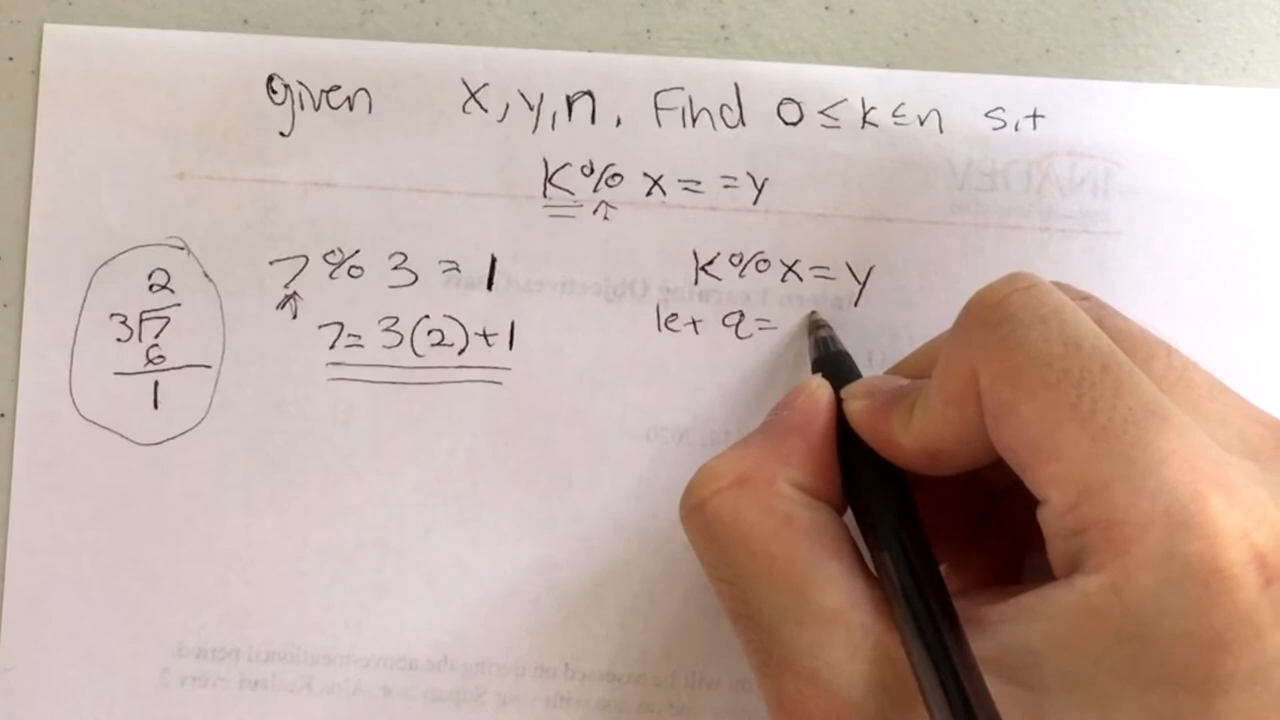 given x, y, n. Find 0 ≤ k ≤ n s.t
K % x = = y
2
3√7
6
1
7 % 3 = 1
7 = 3(2) + 1
K % x = y
let q =